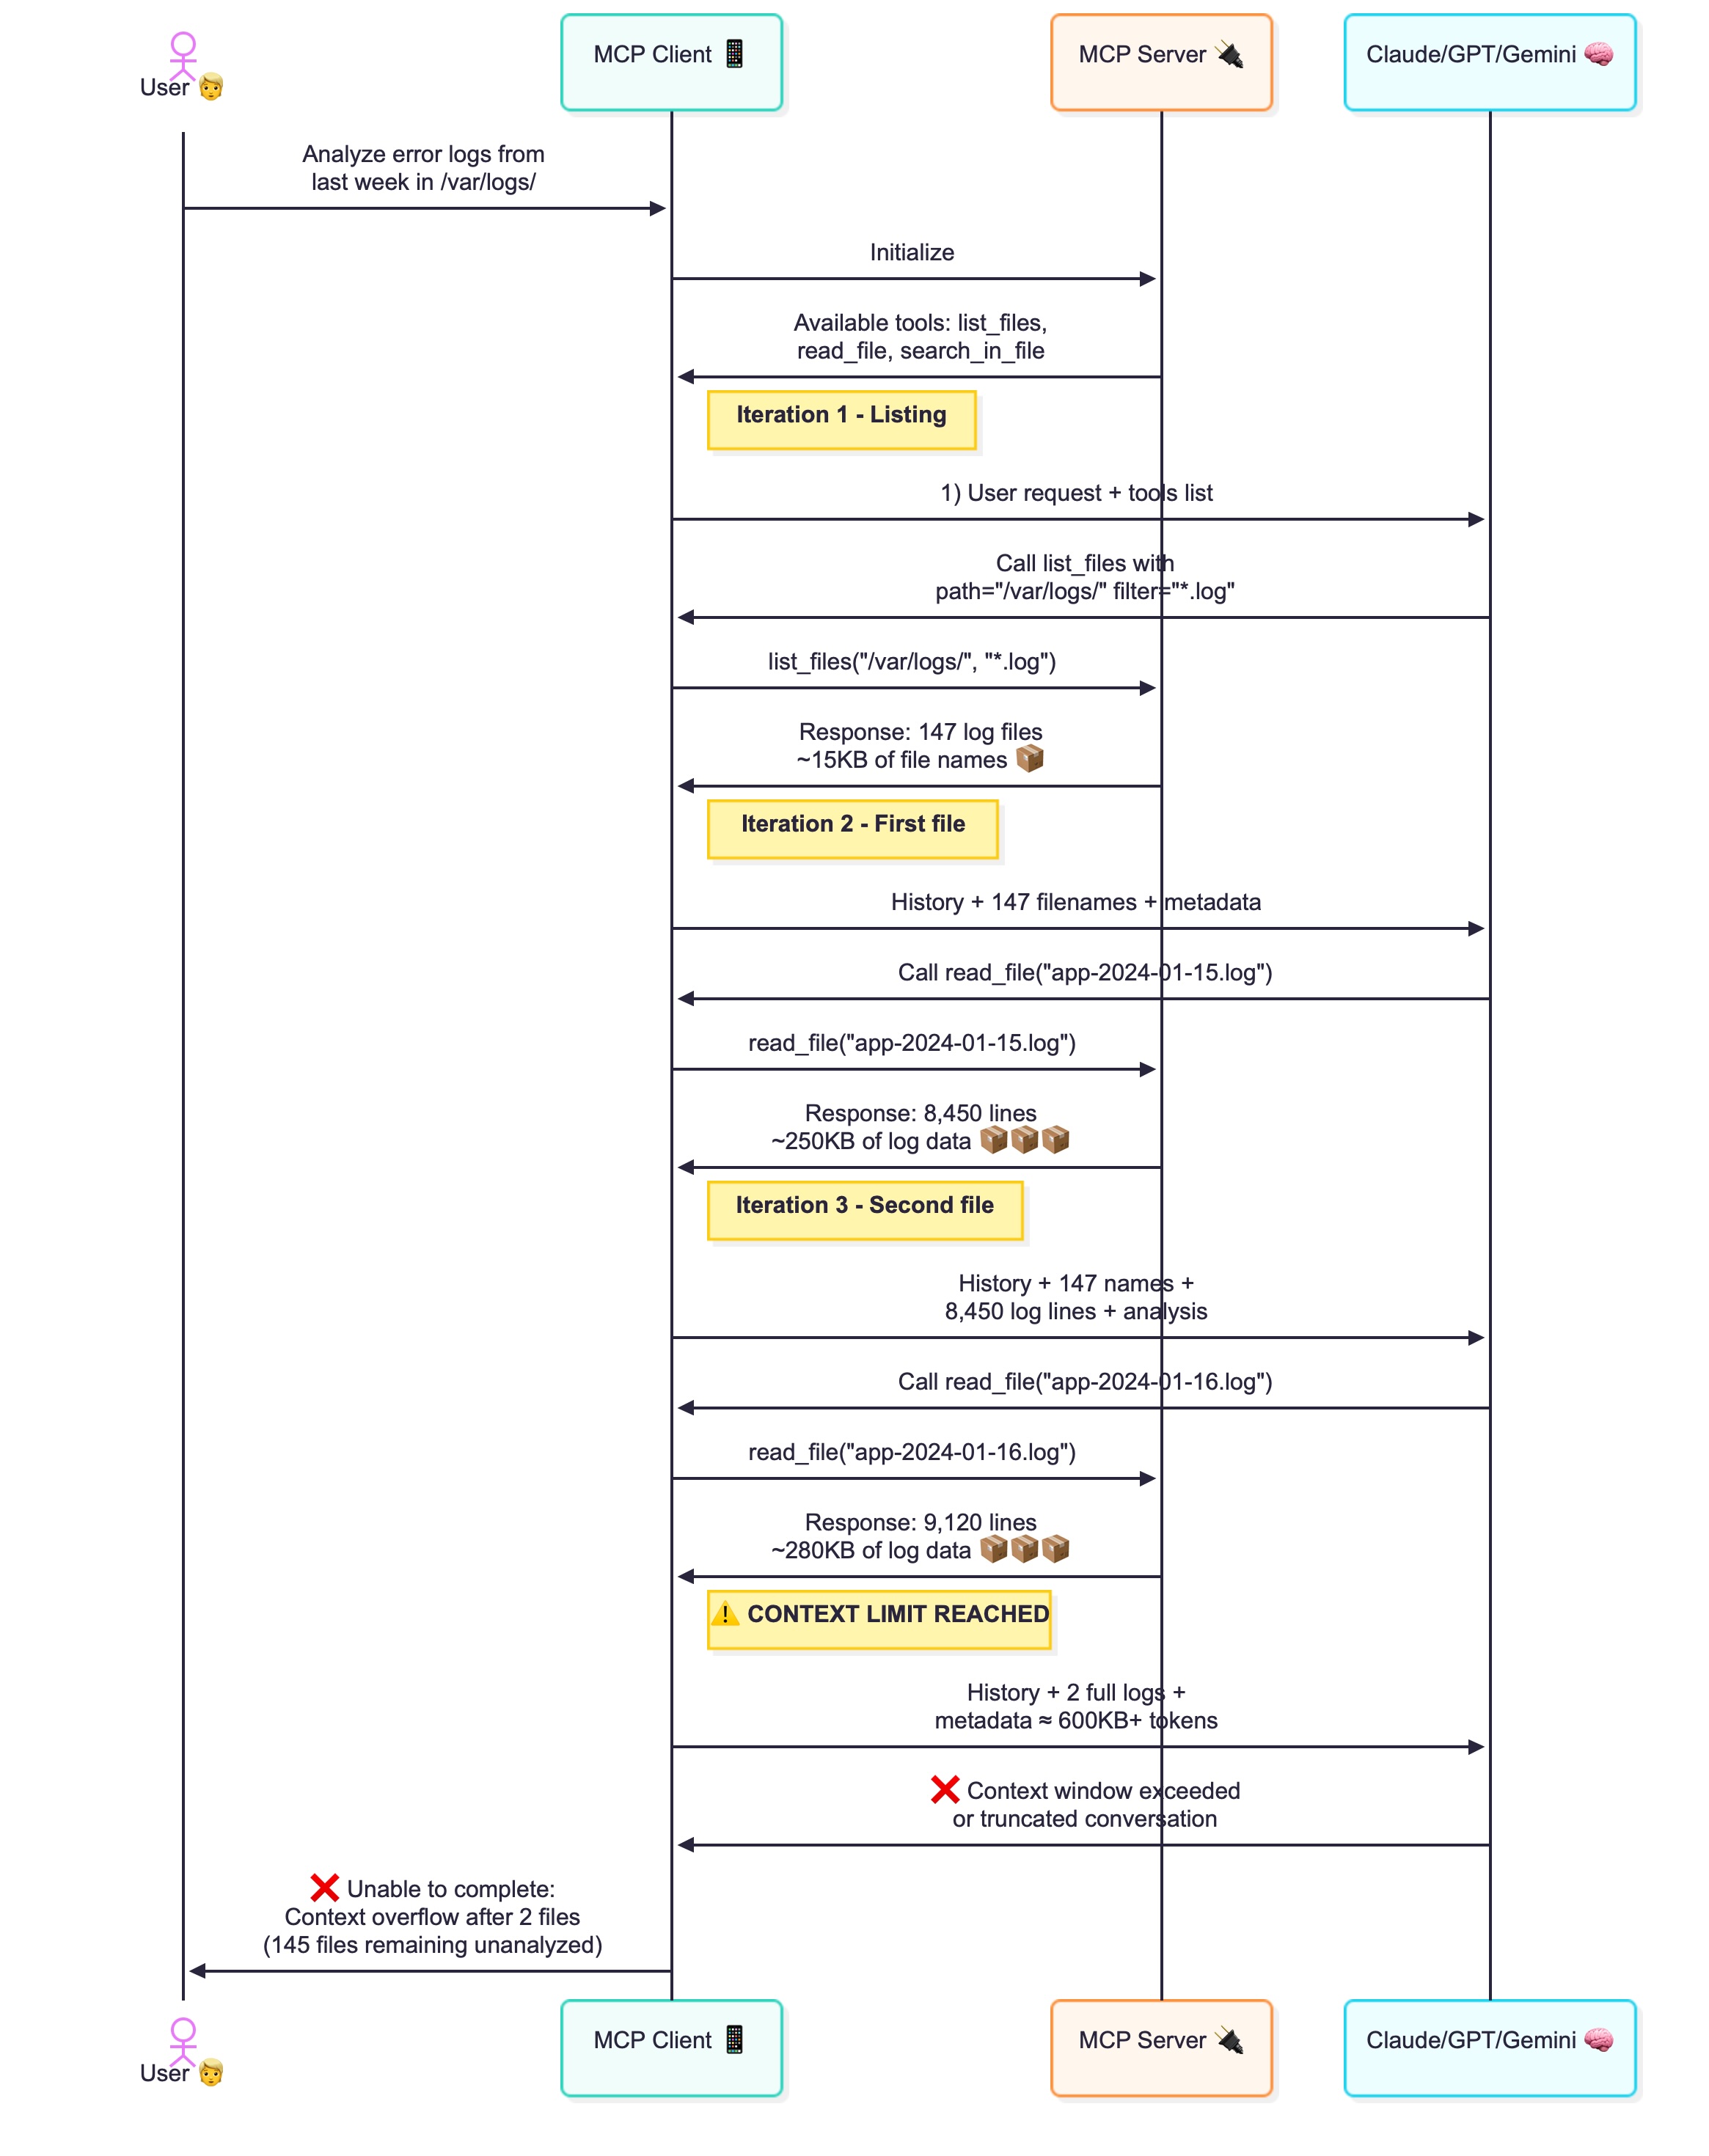 User
MCP Client
MCP Server
Claude/GPT/Gemini
Analyze error logs from
last week in /var/logs/
Initialize
Available tools: list_files,
read_file, search_in_file
Iteration 1 - Listing
1) User request + tools list
Call list_files with
path="/var/logs/" filter="*.log"
list_files("/var/logs/", "*.log")
Response: 147 log files
~15KB of file names 📦
Iteration 2 - First file
History + 147 filenames + metadata
Call read_file("app-2024-01-15.log")
read_file("app-2024-01-15.log")
Response: 8,450 lines
~250KB of log data 📦📦📦
Iteration 3 - Second file
History + 147 names +
8,450 log lines + analysis
Call read_file("app-2024-01-16.log")
read_file("app-2024-01-16.log")
Response: 9,120 lines
~280KB of log data 📦📦📦
⚠️ CONTEXT LIMIT REACHED
History + 2 full logs +
metadata ≈ 600KB+ tokens
❌ Context window exceeded
or truncated conversation
❌ Unable to complete:
Context overflow after 2 files
(145 files remaining unanalyzed)
User
MCP Client
MCP Server
Claude/GPT/Gemini